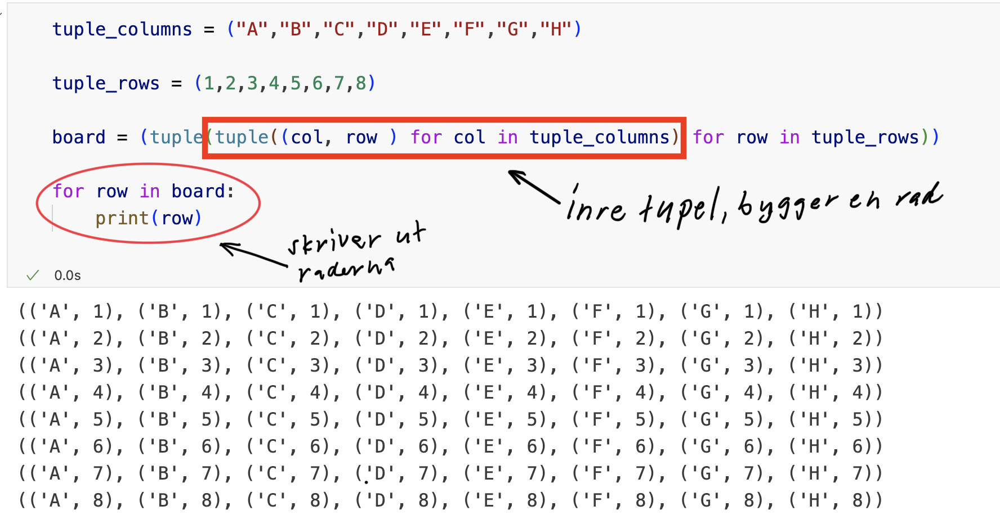 tuple_columns = ("A","B","C","D","E","F","G","H")
tuple_rows = (1,2,3,4,5,6,7,8)
board = (tuple(tuple((col, row ) for col in tuple_columns) for row in tuple_rows))
for row in board:
print(row)
inre tupel, bygger en rad
skriver ut
raderna
0.0s
(('A', 1), ('B', 1), ('C', 1), ('D', 1), ('E', 1), ('F', 1), ('G', 1), ('H', 1))
(('A', 2), ('B', 2), ('C', 2), ('D', 2), ('E', 2), ('F', 2), ('G', 2), ('H', 2))
(('A', 3), ('B', 3), ('C', 3), ('D', 3), ('E', 3), ('F', 3), ('G', 3), ('H', 3))
(('A', 4), ('B', 4), ('C', 4), ('D', 4), ('E', 4), ('F', 4), ('G', 4), ('H', 4))
(('A', 5), ('B', 5), ('C', 5), ('D', 5), ('E', 5), ('F', 5), ('G', 5), ('H', 5))
(('A', 6), ('B', 6), ('C', 6), ('D', 6), ('E', 6), ('F', 6), ('G', 6), ('H', 6))
(('A', 7), ('B', 7), ('C', 7), ('D', 7), ('E', 7), ('F', 7), ('G', 7), ('H', 7))
(('A', 8), ('B', 8), ('C', 8), ('D', 8), ('E', 8), ('F', 8), ('G', 8), ('H', 8))